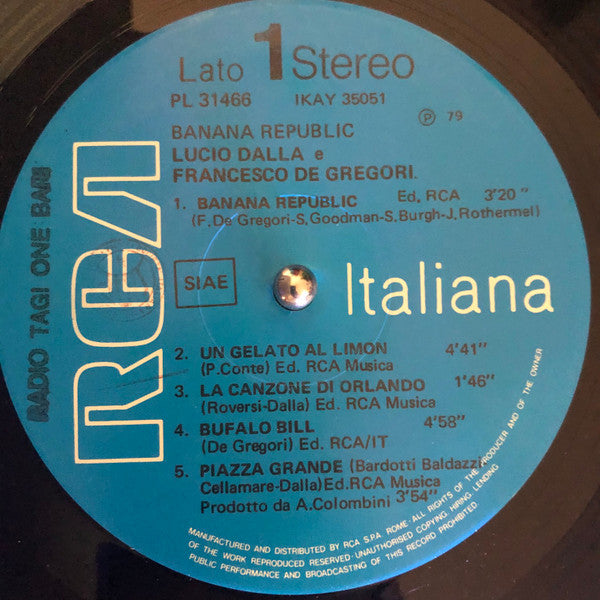 Lato 1 Stereo
PL 31466 IKAY 35051
Ⓟ 79
BANANA REPUBLIC
LUCIO DALLA e
FRANCESCO DE GREGORI.
1. BANANA REPUBLIC Ed. RCA 3'20"
(F. De Gregori-S. Goodman-S. Burgh-J. Rothermel)
RCA
RADIO TAGI ONE BARI
SIAE
Italiana
2. UN GELATO AL LIMON 4'41"
(P. Conte) Ed. RCA Musica
3. LA CANZONE DI ORLANDO 1'46"
(Roversi-Dalla) Ed. RCA Musica
4. BUFALO BILL 4'58"
(De Gregori) Ed. RCA/IT
5. PIAZZA GRANDE (Bardotti Baldazzi-
Cellamare-Dalla) Ed. RCA Musica
Prodotto da A. Colombini 3'54"
MANUFACTURED AND DISTRIBUTED BY RCA S.P.A. ROME-ALL RIGHTS OF THE PRODUCER AND OF THE OWNER
OF THE WORK REPRODUCED RESERVED-UNAUTHORISED COPYING HIRING, LENDING
PUBLIC PERFORMANCE AND BROADCASTING OF THIS RECORD PROHIBITED